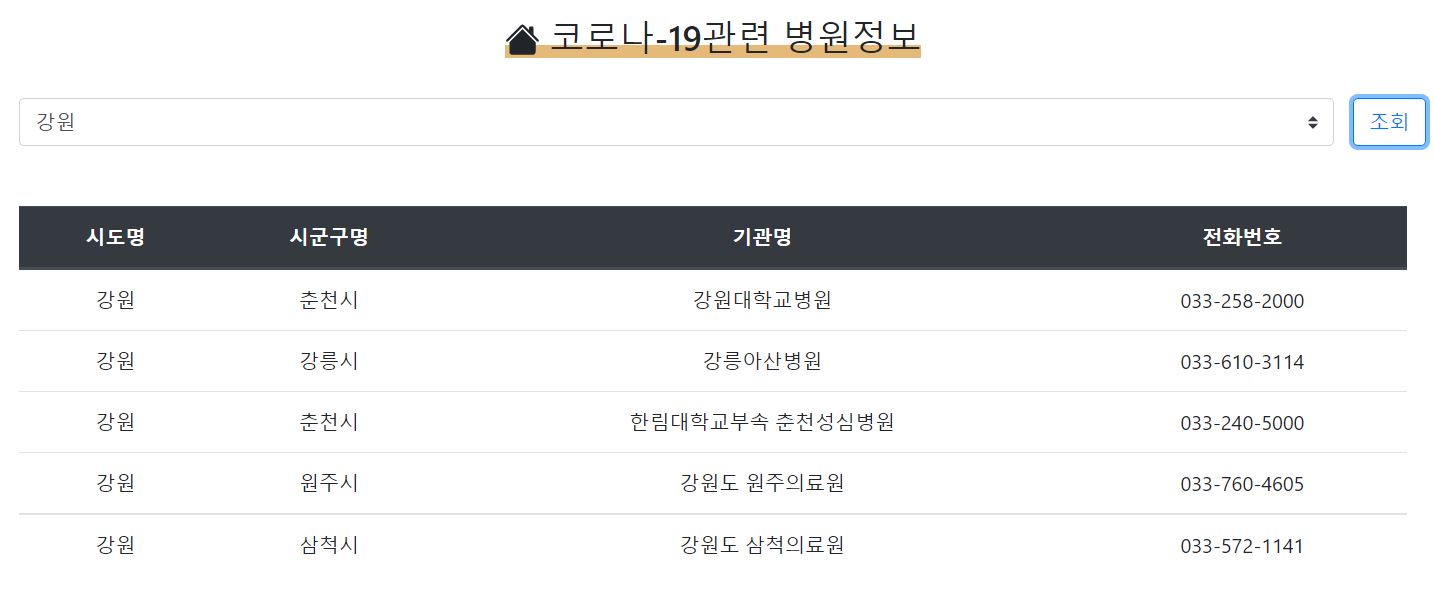 코로나-19관련 병원정보
강원 조회
시도명 시군구명 기관명 전화번호
강원 춘천시 강원대학교병원 033-258-2000
강원 강릉시 강릉아산병원 033-610-3114
강원 춘천시 한림대학교부속 춘천성심병원 033-240-5000
강원 원주시 강원도 원주의료원 033-760-4605
강원 삼척시 강원도 삼척의료원 033-572-1141